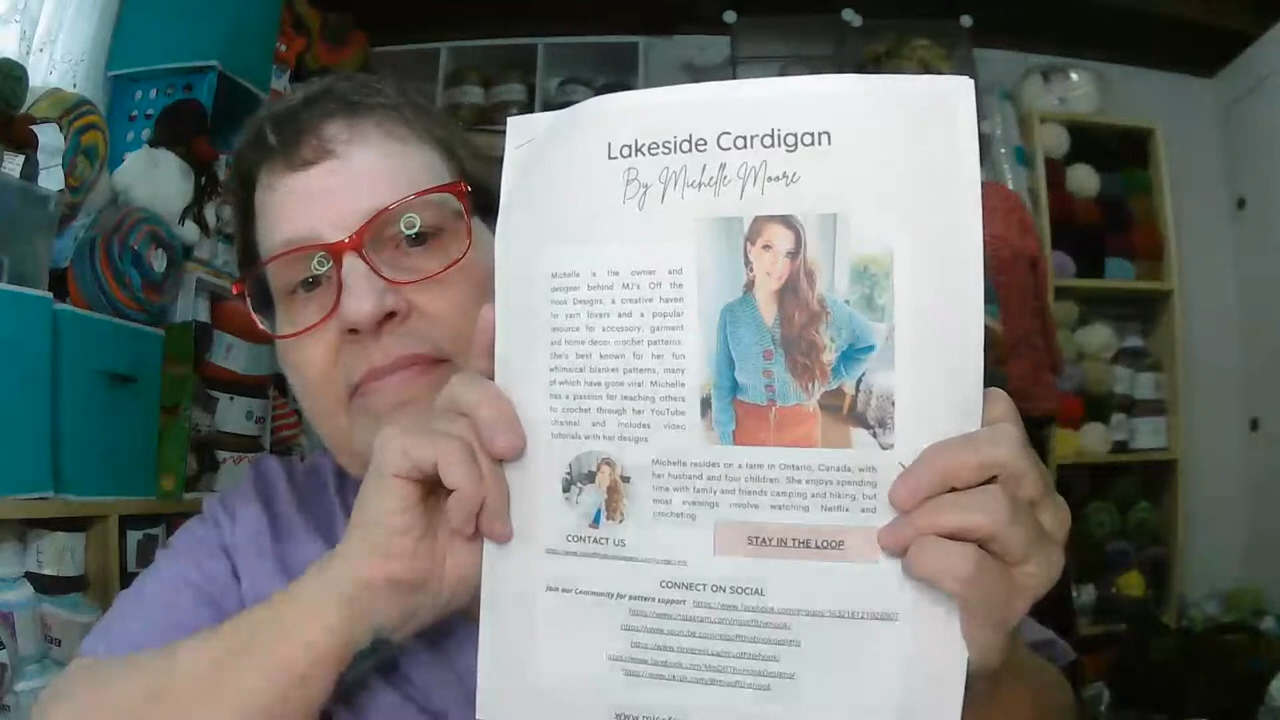 Lakeside Cardigan
By Michelle Moore
Michelle is the owner and
designer behind MJ's Off the
Hook Designs, a creative haven
for yarn lovers and a popular
resource for accessory, garment
and home decor crochet patterns.
She's best known for her fun
whimsical blanket patterns, many
of which have gone viral. Michelle
has a passion for teaching others
to crochet through her YouTube
channel and includes video
tutorials with her designs.
Michelle resides on a farm in Ontario, Canada, with
her husband and four children. She enjoys spending
time with family and friends camping and hiking, but
most evenings involve watching Netflix and
crocheting.
CONTACT US
STAY IN THE LOOP
CONNECT ON SOCIAL
Join our Community for pattern support -